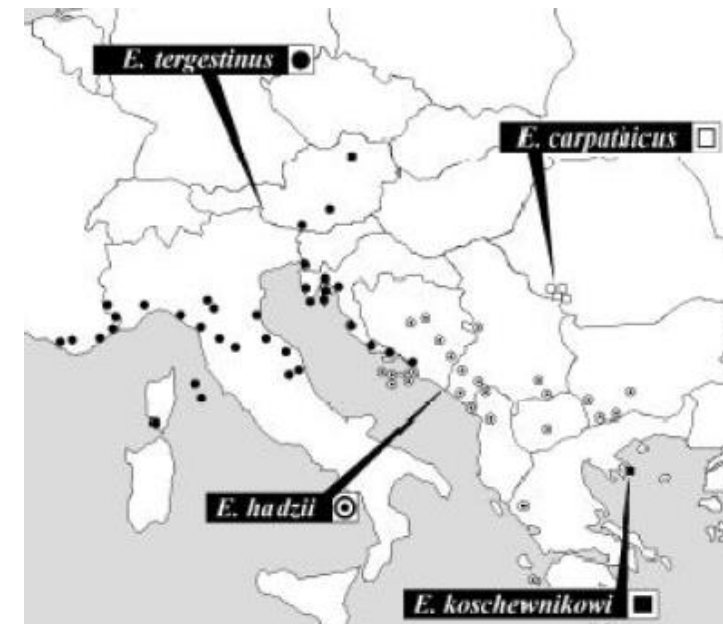 E. tergestinus
E. carpathicus
E. hadzii
E. koschewnikowi